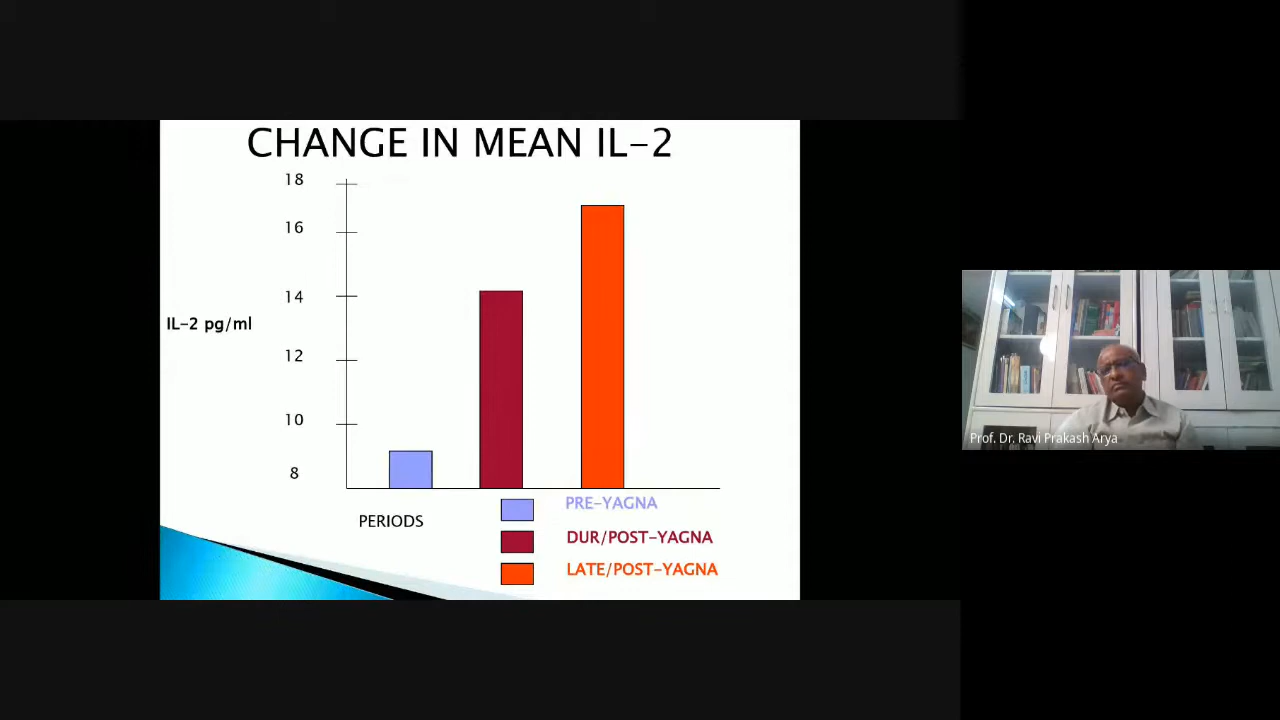 CHANGE IN MEAN IL-2
18
16
14
IL-2 pg/ml
12
10
8
PERIODS
PRE-YAGNA
DUR/POST-YAGNA
LATE/POST-YAGNA
Prof. Dr. Ravi Prakash Arya